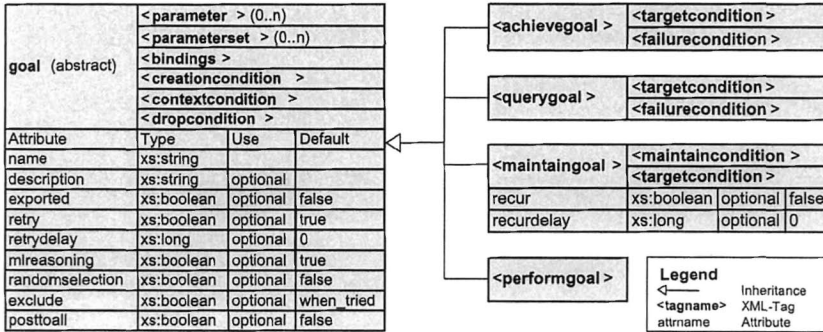 goal (abstract)
<parameter > (0..n)
<parameterset > (0..n)
<bindings >
<creationcondition >
<contextcondition >
<dropcondition >
Attribute Type Use Default
name xs:string
description xs:string optional
exported xs:boolean optional false
retry xs:boolean optional true
retrydelay xs:long optional 0
mlreasoning xs:boolean optional true
randomselection xs:boolean optional false
exclude xs:boolean optional when_tried
posttoall xs:boolean optional false
<achievegoal > <targetcondition >
<failurecondition >
<querygoal > <targetcondition >
<failurecondition >
<maintaingoal > <maintaincondition >
<targetcondition >
recur xs:boolean optional false
recurdelay xs:long optional 0
<performgoal >
Legend
Inheritance
<tagname> XML-Tag
attrname Attribute